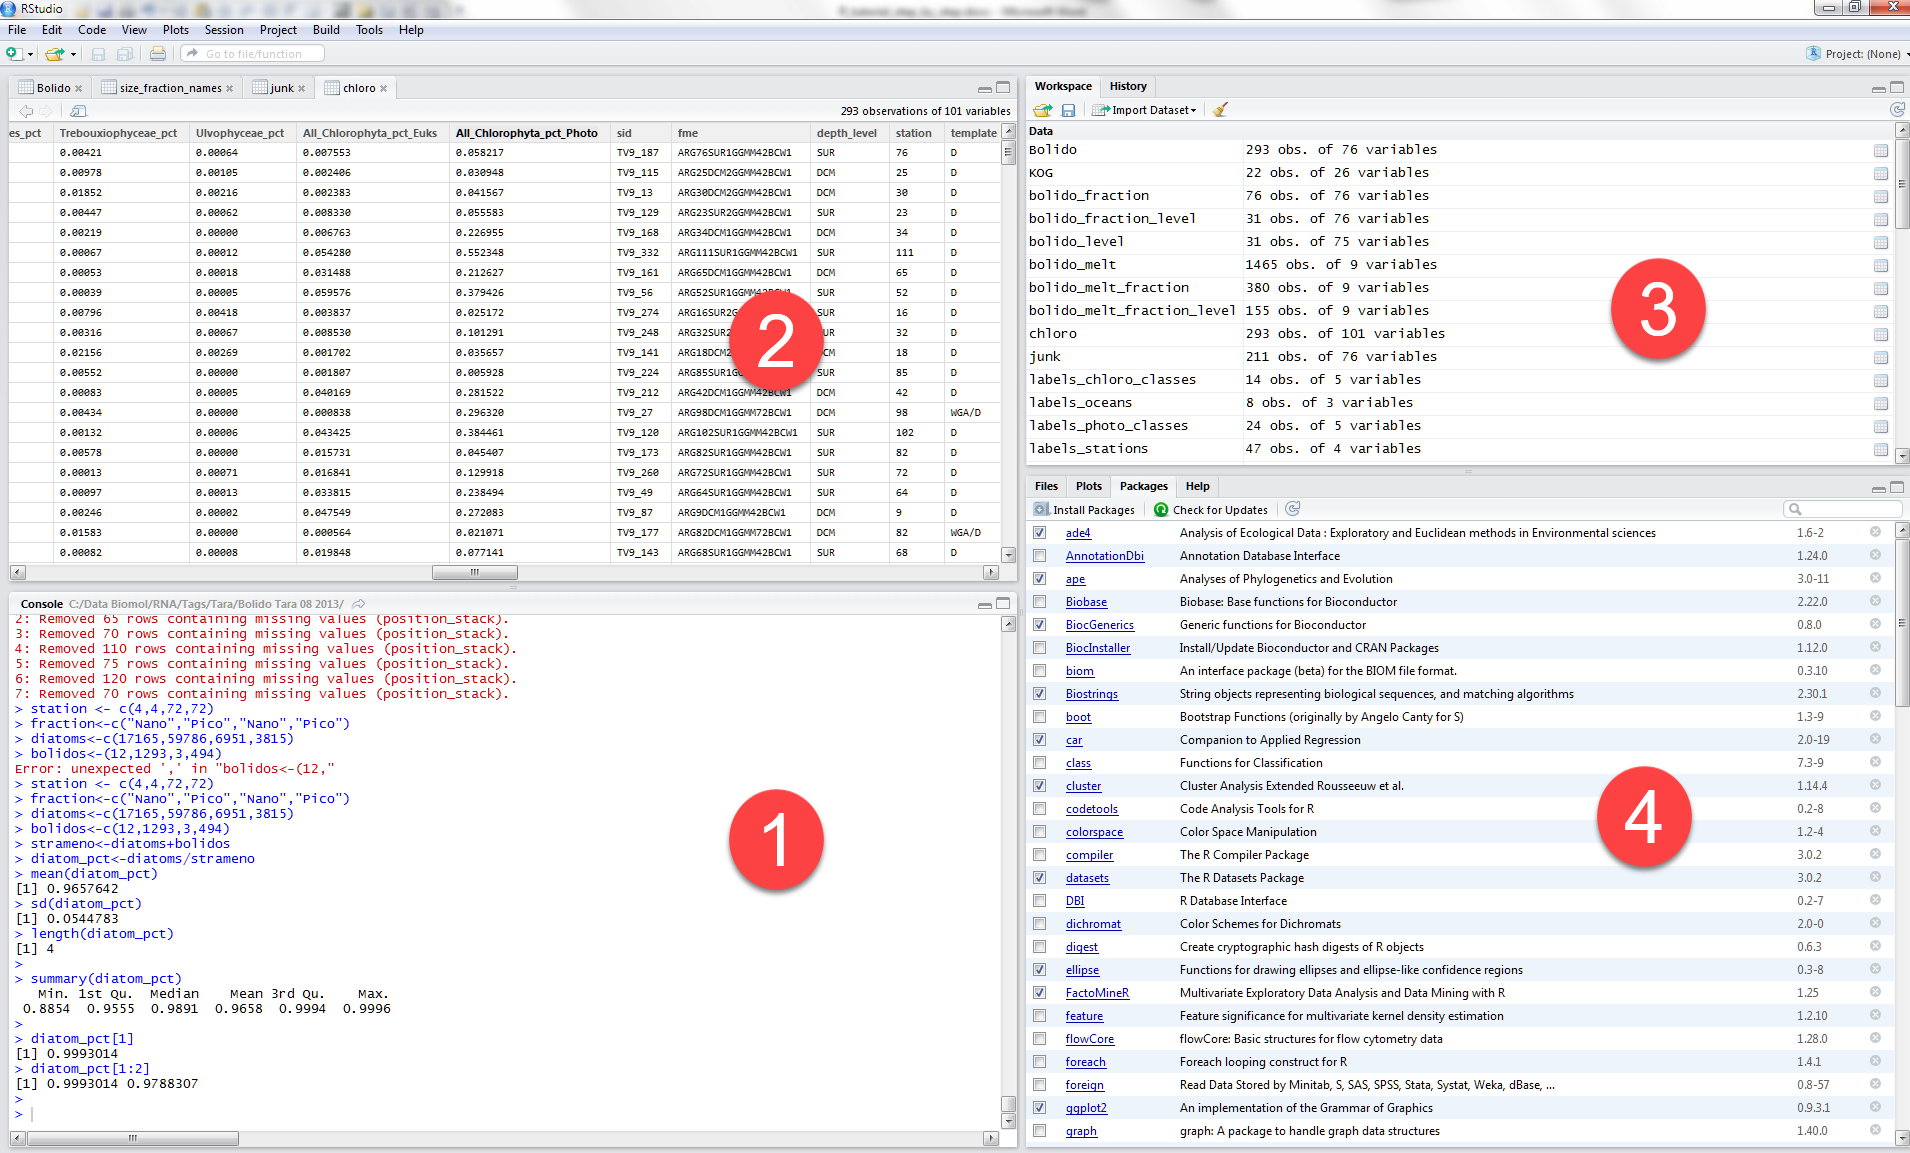 RStudio
File Edit Code View Plots Session Project Build Tools Help
Go to file/function
Project: (None)
Bolido size_fraction_names junk chloro
293 observations of 101 variables
es_pct Trebouxiophyceae_pct Ulvophyceae_pct All_Chlorophyta_pct_Euks All_Chlorophyta_pct_Photo sid fme depth_level station template
0.00421 0.00064 0.007553 0.058217 TV9_187 ARG76SUR1GGMM42BCW1 SUR 76 D
0.00978 0.00105 0.002406 0.030948 TV9_115 ARG25DCM2GGMM42BCW1 DCM 25 D
0.01852 0.00216 0.002383 0.041567 TV9_13 ARG30DCM2GGMM42BCW1 DCM 30 D
0.00447 0.00062 0.008330 0.055583 TV9_129 ARG23SUR2GGMM42BCW1 SUR 23 D
0.00219 0.00000 0.006763 0.226955 TV9_168 ARG34DCM1GGMM42BCW1 DCM 34 D
0.00067 0.00012 0.054280 0.552348 TV9_332 ARG111SUR1GGMM42BCW1 SUR 111 D
0.00053 0.00018 0.031488 0.212627 TV9_161 ARG65DCM1GGMM42BCW1 DCM 65 D
0.00039 0.00005 0.059576 0.379426 TV9_56 ARG52SUR1GGMM42BCW1 SUR 52 D
0.00796 0.00418 0.003837 0.025172 TV9_274 ARG16SUR2G UR 16 D
0.00316 0.00067 0.008530 0.101291 TV9_248 ARG32SUR2 UR 32 D
0.02156 0.00269 0.001702 0.035657 TV9_141 ARG18DCM2 CM 18 D
0.00552 0.00000 0.001807 0.005928 TV9_224 ARG85SUR1G UR 85 D
0.00083 0.00005 0.040169 0.281522 TV9_212 ARG42DCM1GGMM42BCW1 DCM 42 D
0.00434 0.00000 0.000838 0.296320 TV9_27 ARG98DCM1GGMM72BCW1 DCM 98 WGA/D
0.00132 0.00006 0.043425 0.384461 TV9_120 ARG102SUR1GGMM42BCW1 SUR 102 D
0.00578 0.00000 0.015731 0.045407 TV9_173 ARG82SUR1GGMM42BCW1 SUR 82 D
0.00013 0.00071 0.016841 0.129918 TV9_260 ARG72SUR1GGMM42BCW1 SUR 72 D
0.00097 0.00013 0.033815 0.238494 TV9_49 ARG64SUR1GGMM42BCW1 SUR 64 D
0.00246 0.00002 0.047549 0.272083 TV9_87 ARG9DCM1GGMM42BCW1 DCM 9 D
0.01583 0.00000 0.000564 0.021071 TV9_177 ARG82DCM1GGMM72BCW1 DCM 82 WGA/D
0.00082 0.00008 0.019848 0.077141 TV9_143 ARG68SUR1GGMM42BCW1 SUR 68 D
2
Console C:/Data Biomol/RNA/Tags/Tara/Bolido Tara 08 2013/
2: Removed 65 rows containing missing values (position_stack).
3: Removed 70 rows containing missing values (position_stack).
4: Removed 110 rows containing missing values (position_stack).
5: Removed 75 rows containing missing values (position_stack).
6: Removed 120 rows containing missing values (position_stack).
7: Removed 70 rows containing missing values (position_stack).
> station <- c(4,4,72,72)
> fraction<-c("Nano","Pico","Nano","Pico")
> diatoms<-c(17165,59786,6951,3815)
> bolidos<-(12,1293,3,494)
Error: unexpected ',' in "bolidos<-(12,"
> station <- c(4,4,72,72)
> fraction<-c("Nano","Pico","Nano","Pico")
> diatoms<-c(17165,59786,6951,3815)
> bolidos<-c(12,1293,3,494)
> strameno<-diatoms+bolidos
> diatom_pct<-diatoms/strameno
> mean(diatom_pct)
[1] 0.9657642
> sd(diatom_pct)
[1] 0.0544783
> length(diatom_pct)
[1] 4
>
> summary(diatom_pct)
Min. 1st Qu. Median Mean 3rd Qu. Max.
0.8854 0.9555 0.9891 0.9658 0.9994 0.9996
>
> diatom_pct[1]
[1] 0.9993014
> diatom_pct[1:2]
[1] 0.9993014 0.9788307
>
>
1
Workspace History
Import Dataset
Data
Bolido 293 obs. of 76 variables
KOG 22 obs. of 26 variables
bolido_fraction 76 obs. of 76 variables
bolido_fraction_level 31 obs. of 76 variables
bolido_level 31 obs. of 75 variables
bolido_melt 1465 obs. of 9 variables
bolido_melt_fraction 380 obs. of 9 variables
bolido_melt_fraction_level 155 obs. of 9 variables
chloro 293 obs. of 101 variables
junk 211 obs. of 76 variables
labels_chloro_classes 14 obs. of 5 variables
labels_oceans 8 obs. of 3 variables
labels_photo_classes 24 obs. of 5 variables
labels_stations 47 obs. of 4 variables
3
Files Plots Packages Help
Install Packages Check for Updates
ade4 Analysis of Ecological Data : Exploratory and Euclidean methods in Environmental sciences 1.6-2
AnnotationDbi Annotation Database Interface 1.24.0
ape Analyses of Phylogenetics and Evolution 3.0-11
Biobase Biobase: Base functions for Bioconductor 2.22.0
BiocGenerics Generic functions for Bioconductor 0.8.0
BiocInstaller Install/Update Bioconductor and CRAN Packages 1.12.0
biom An interface package (beta) for the BIOM file format. 0.3.10
Biostrings String objects representing biological sequences, and matching algorithms 2.30.1
boot Bootstrap Functions (originally by Angelo Canty for S) 1.3-9
car Companion to Applied Regression 2.0-19
class Functions for Classification 7.3-9
cluster Cluster Analysis Extended Rousseeuw et al. 1.14.4
codetools Code Analysis Tools for R 0.2-8
colorspace Color Space Manipulation 1.2-4
compiler The R Compiler Package 3.0.2
datasets The R Datasets Package 3.0.2
DBI R Database Interface 0.2-7
dichromat Color Schemes for Dichromats 2.0-0
digest Create cryptographic hash digests of R objects 0.6.3
ellipse Functions for drawing ellipses and ellipse-like confidence regions 0.3-8
FactoMineR Multivariate Exploratory Data Analysis and Data Mining with R 1.25
feature Feature significance for multivariate kernel density estimation 1.2.10
flowCore flowCore: Basic structures for flow cytometry data 1.28.0
foreach Foreach looping construct for R 1.4.1
foreign Read Data Stored by Minitab, S, SAS, SPSS, Stata, Systat, Weka, dBase, ... 0.8-57
ggplot2 An implementation of the Grammar of Graphics 0.9.3.1
graph graph: A package to handle graph data structures 1.40.0
4